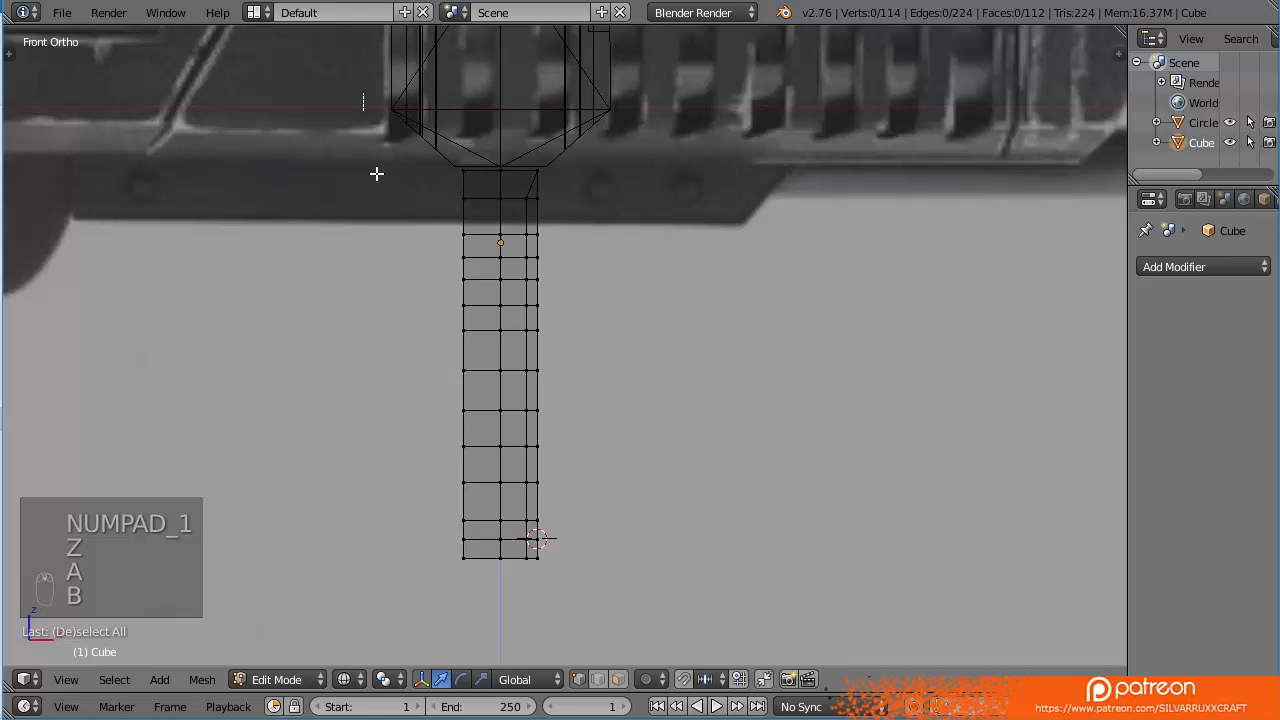 File Render Window Help Default Scene Blender Render v2.76 | Verts:0/114 | Edges:0/224 | Faces:0/112 | Tris:224 | Mem:16.37M | Cube
Front Ortho
View Search
Scene
Rende
World
Circle
Cube
Cube
Add Modifier
NUMPAD_1
Z
A
B
z
Last: (De)select All
(1) Cube
View Select Add Mesh Edit Mode Global
View Marker Frame Start: 1 End: 250 1 No Sync
patreon
https://www.patreon.com/SILVARRUXXCRAFT